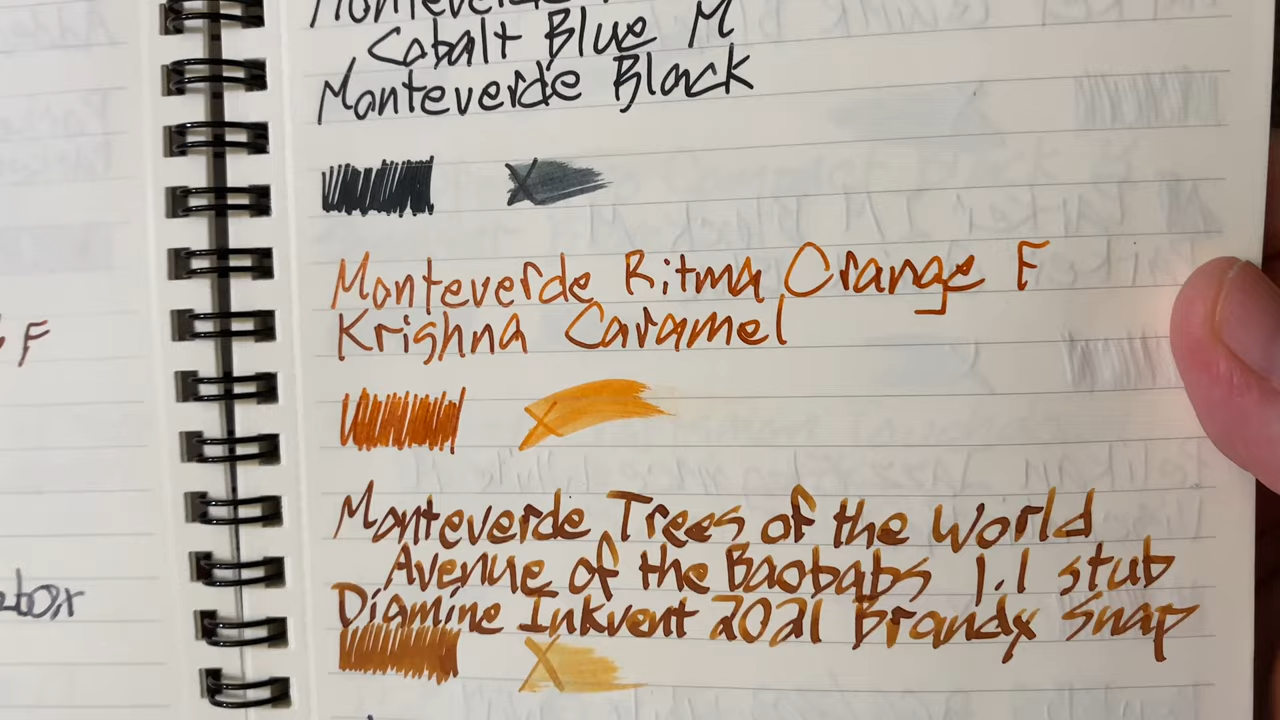 Monteverde
Cobalt Blue M
Monteverde Black
Monteverde Ritma Orange F
Krishna Caramel
F
Monteverde Trees of the World
Avenue of the Baobabs 1.1 stub
Diamine Inkvent 2021 Brandy Snap